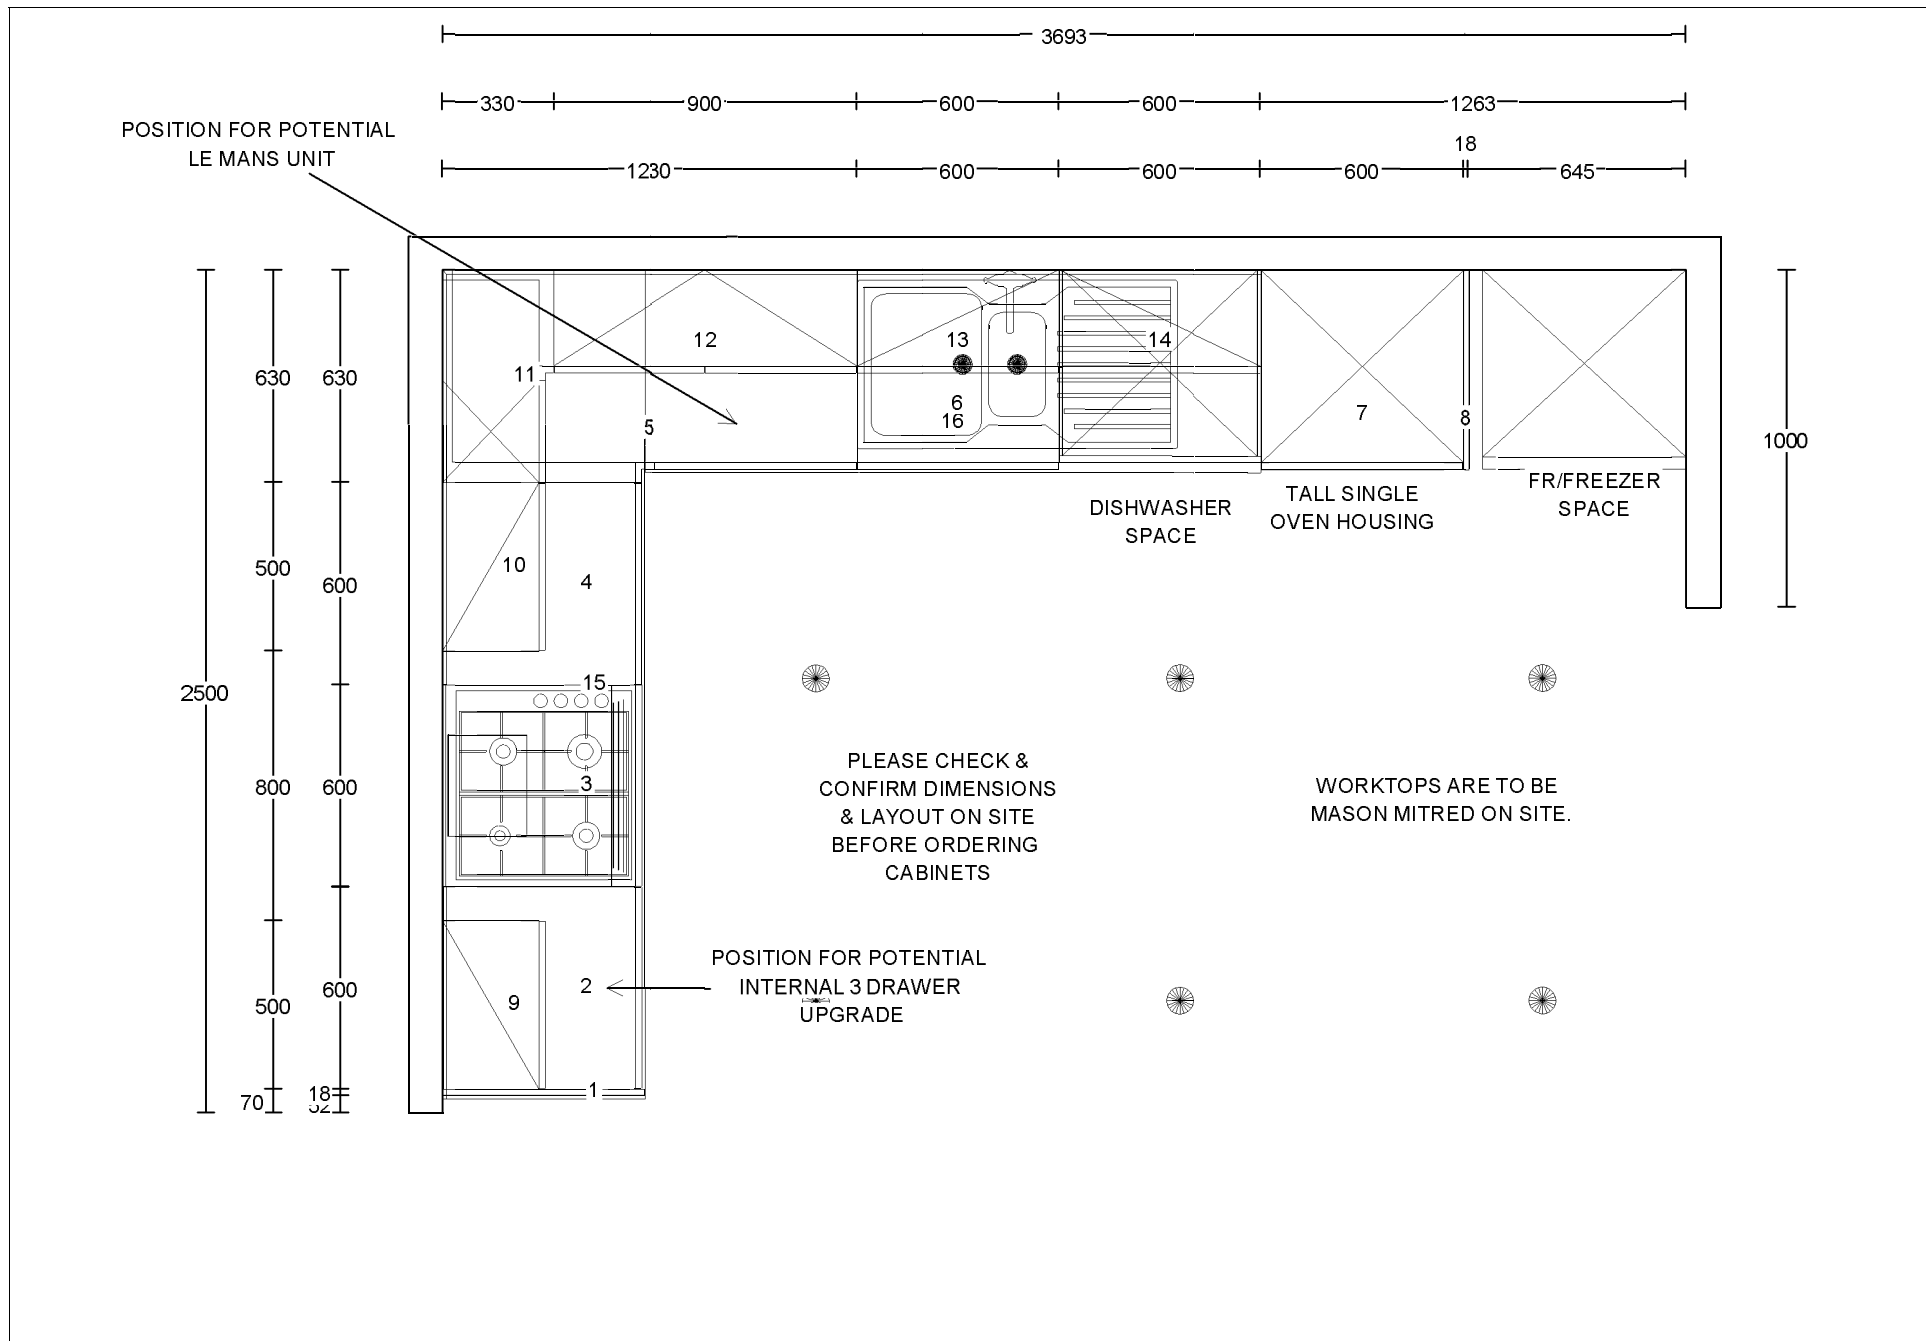 3693
330 900 600 600 1263
POSITION FOR POTENTIAL
LE MANS UNIT
18
1230 600 600 600 645
12
13
14
630
630
11
6
16
5
7
8
1000
FR/FREEZER
SPACE
TALL SINGLE
OVEN HOUSING
DISHWASHER
SPACE
500
600
10
4
2500
15
800
600
3
PLEASE CHECK &
CONFIRM DIMENSIONS
& LAYOUT ON SITE
BEFORE ORDERING
CABINETS
WORKTOPS ARE TO BE
MASON MITRED ON SITE.
POSITION FOR POTENTIAL
INTERNAL 3 DRAWER
UPGRADE
500
600
9
2
1
70
18
52